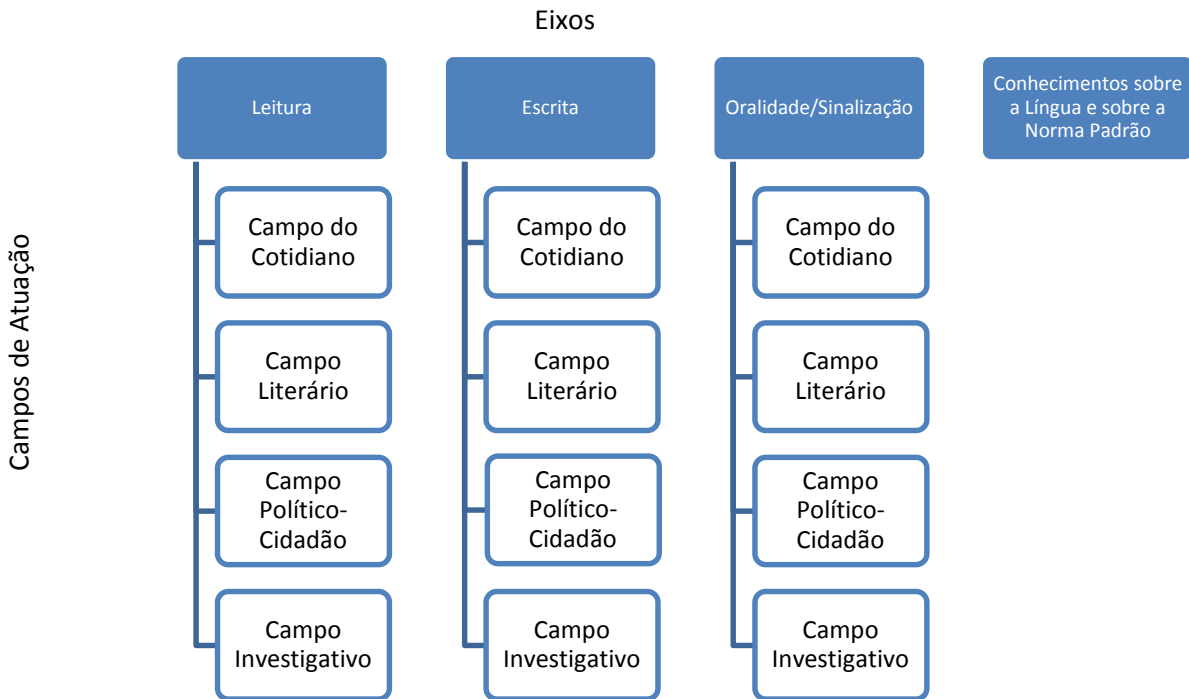 Eixos
Leitura
Escrita
Oralidade/Sinalização
Conhecimentos sobre
a Língua e sobre a
Norma Padrão
Campos de Atuação
Campo do
Cotidiano
Campo
Literário
Campo
Político-
Cidadão
Campo
Investigativo
Campo do
Cotidiano
Campo
Literário
Campo
Político-
Cidadão
Campo
Investigativo
Campo do
Cotidiano
Campo
Literário
Campo
Político-
Cidadão
Campo
Investigativo